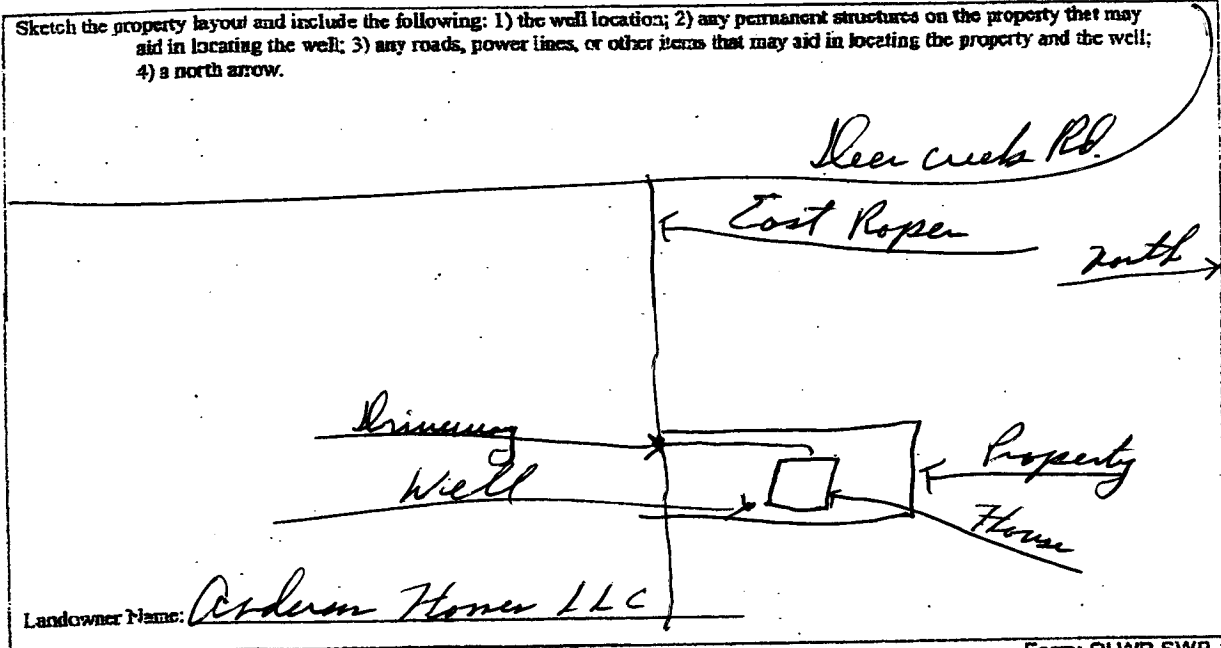 Sketch the property layout and include the following: 1) the well location; 2) any permanent structures on the property that may
aid in locating the well; 3) any roads, power lines, or other items that may aid in locating the property and the well;
4) a north arrow.
Deer creek Rd.
East Roper
north
Driveway
Property
Well
House
Landowner Name: Anderson Homes LLC
Form: OLWR-SWR